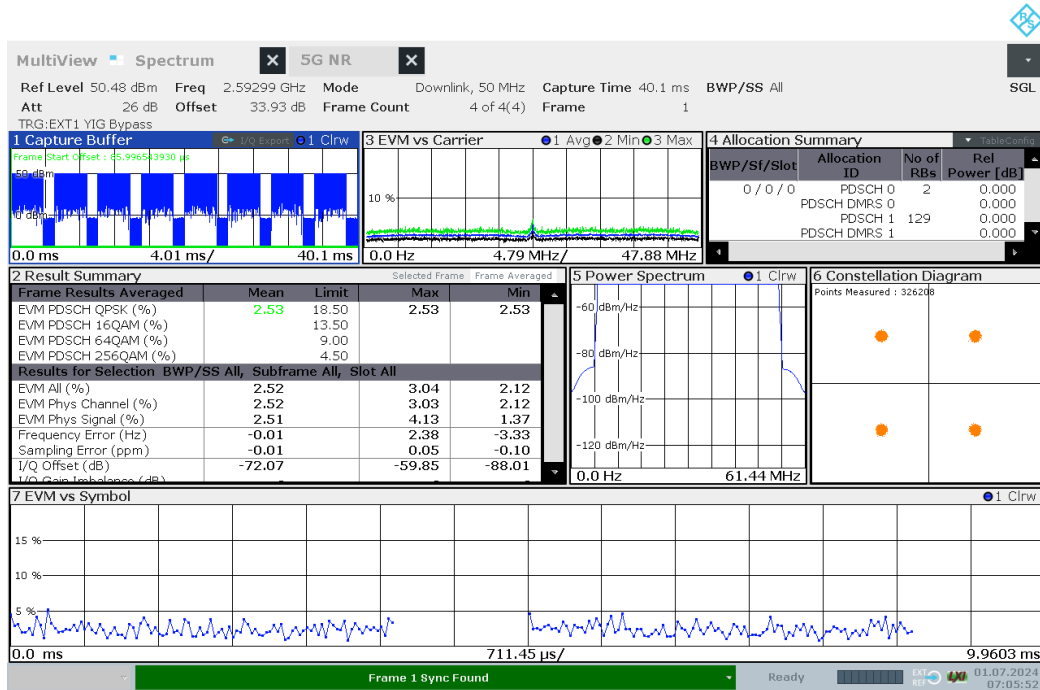 R&S
MultiView Spectrum 5G NR
Ref Level 50.48 dBm Freq 2.59299 GHz Mode Downlink, 50 MHz Capture Time 40.1 ms BWP/SS All SGL
Att 26 dB Offset 33.93 dB Frame Count 4 of 4(4) Frame 1
TRG:EXT1 YIG Bypass
1 Capture Buffer I/Q Export 1 Clrw
Frame Start Offset : 85.996543930 µs
50 dBm
0 dBm
0.0 ms 4.01 ms/ 40.1 ms
3 EVM vs Carrier 1 Avg 2 Min 3 Max
10 %
0.0 Hz 4.79 MHz/ 47.88 MHz
4 Allocation Summary TableConfig
BWP/Sf/Slot Allocation ID No of RBs Rel Power [dB]
0 / 0 / 0 PDSCH 0 2 0.000
PDSCH DMRS 0 0.000
PDSCH 1 129 0.000
PDSCH DMRS 1 0.000
2 Result Summary Selected Frame Frame Averaged
Frame Results Averaged Mean Limit Max Min
EVM PDSCH QPSK (%) 2.53 18.50 2.53 2.53
EVM PDSCH 16QAM (%) 13.50
EVM PDSCH 64QAM (%) 9.00
EVM PDSCH 256QAM (%) 4.50
Results for Selection BWP/SS All, Subframe All, Slot All
EVM All (%) 2.52 3.04 2.12
EVM Phys Channel (%) 2.52 3.03 2.12
EVM Phys Signal (%) 2.51 4.13 1.37
Frequency Error (Hz) -0.01 2.38 -3.33
Sampling Error (ppm) -0.01 0.05 -0.10
I/Q Offset (dB) -72.07 -59.85 -88.01
I/Q Gain Imbalance (dB) - - -
5 Power Spectrum 1 Clrw
-60 dBm/Hz
-80 dBm/Hz
-100 dBm/Hz
-120 dBm/Hz
0.0 Hz 61.44 MHz
6 Constellation Diagram
Points Measured : 326208
7 EVM vs Symbol 1 Clrw
15 %
10 %
5 %
0.0 ms 711.45 µs/ 9.9603 ms
Frame 1 Sync Found Ready EXT REF LXI 01.07.2024
07:05:52